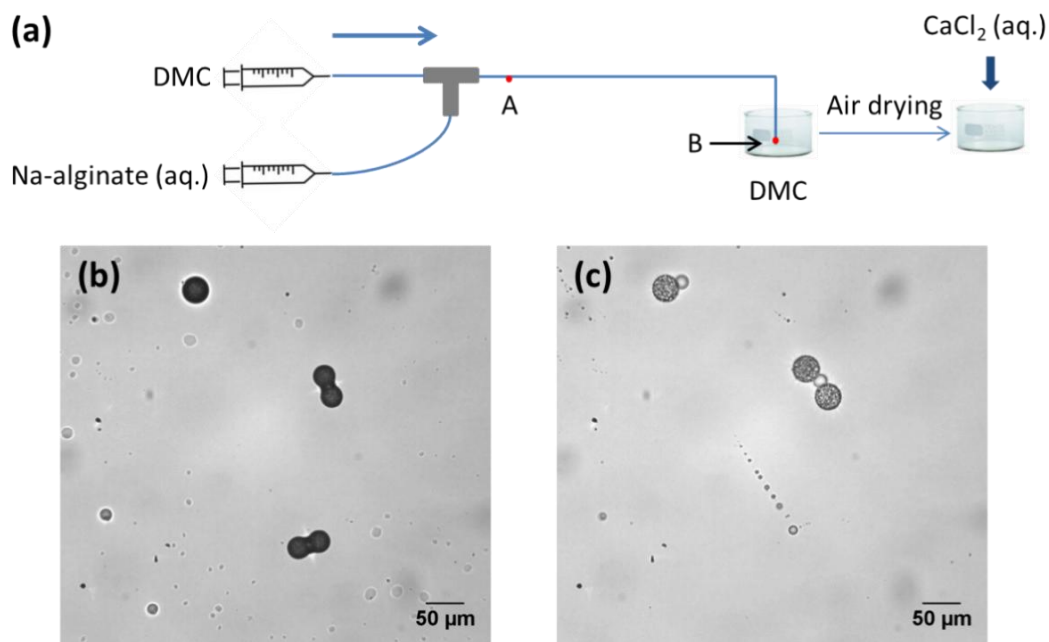 (a)
CaCl₂ (aq.)
DMC
A
Air drying
B
Na-alginate (aq.)
DMC
(b)
(c)
50 µm
50 µm